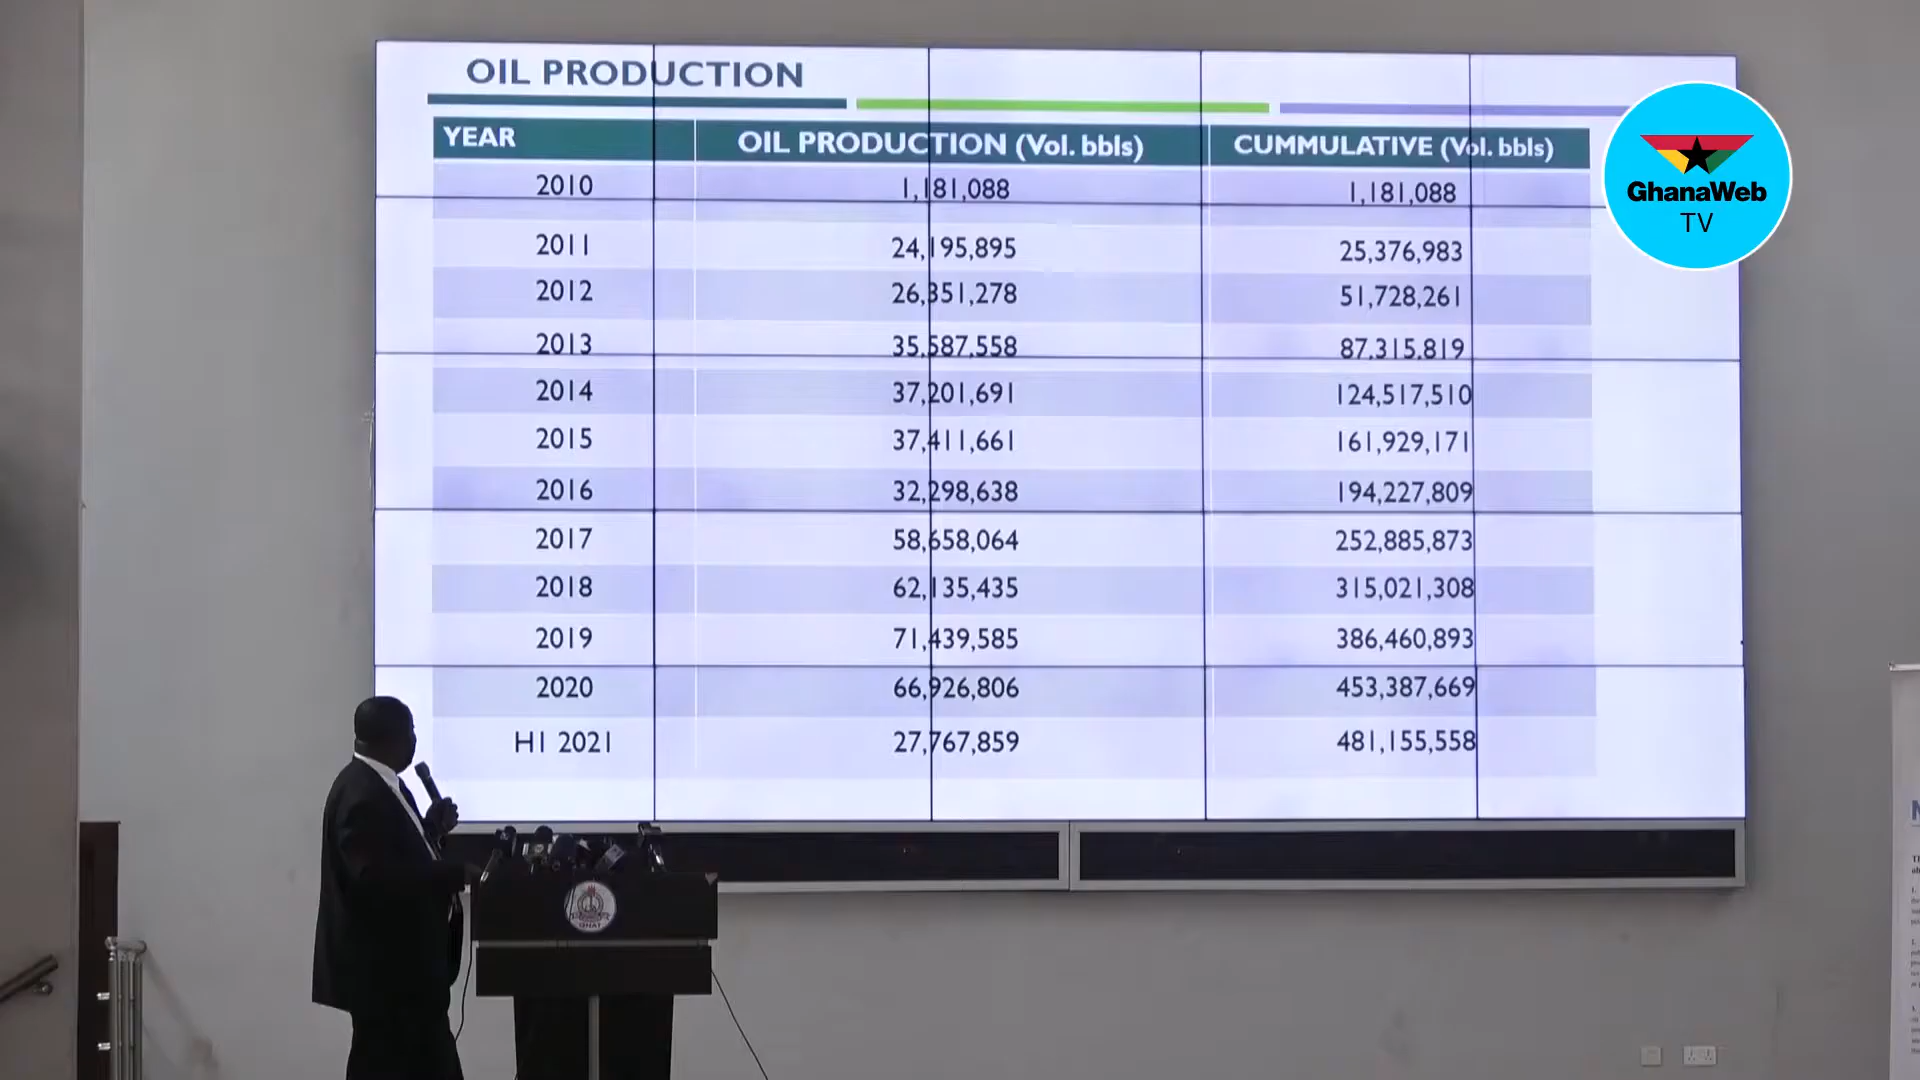 OIL PRODUCTION
YEAR OIL PRODUCTION (Vol. bbls) CUMMULATIVE (Vol. bbls)
2010 1,181,088 1,181,088
2011 24,195,895 25,376,983
2012 26,351,278 51,728,261
2013 35,587,558 87,315,819
2014 37,201,691 124,517,510
2015 37,411,661 161,929,171
2016 32,298,638 194,227,809
2017 58,658,064 252,885,873
2018 62,135,435 315,021,308
2019 71,439,585 386,460,893
2020 66,926,806 453,387,669
H1 2021 27,767,859 481,155,558
GhanaWeb
TV
GNAT